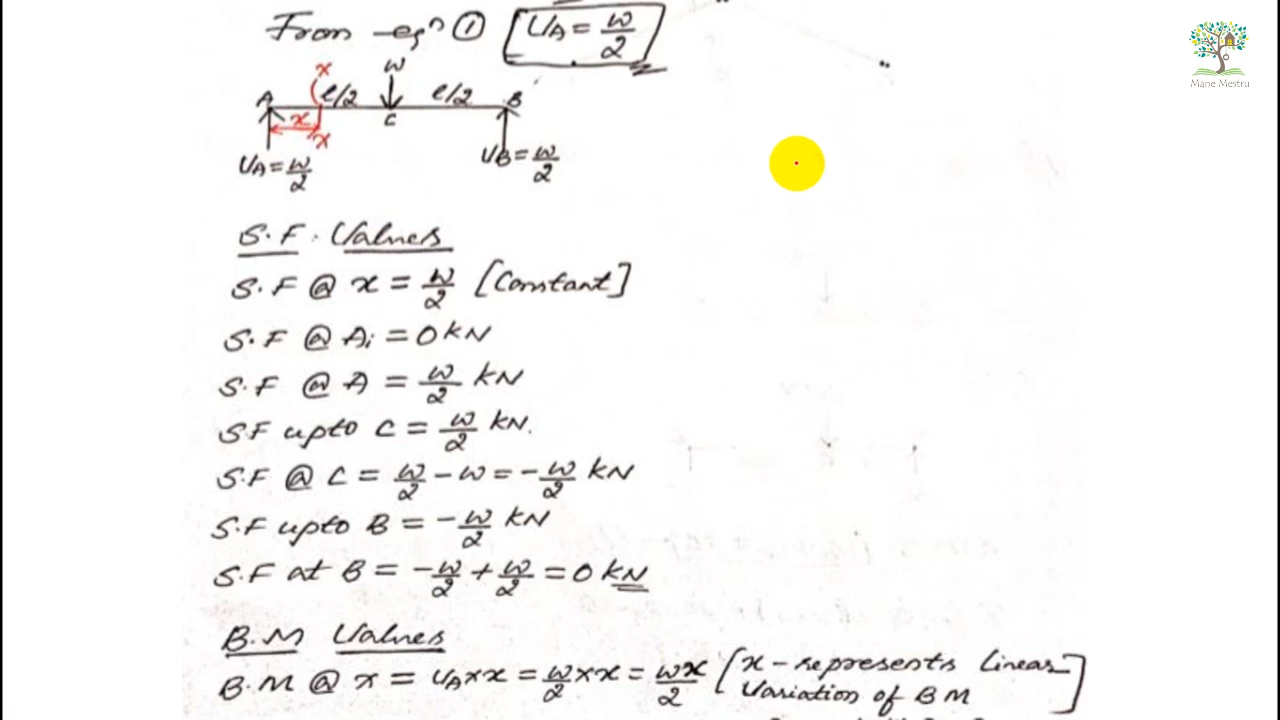 From eqⁿ ① [VA = w/2]
Mane Mestru
x w
A l/2 l/2 B
x C
x
VA = w/2 VB = w/2
S.F. Values
S.F @ x = w/2 [Constant]
S.F @ Ai = 0 kN
S.F @ A = w/2 kN
S.F upto C = w/2 kN.
S.F @ C = w/2 - w = - w/2 kN
S.F upto B = - w/2 kN
S.F at B = - w/2 + w/2 = 0 kN
B.M Values
B.M @ x = VA × x = w/2 × x = wx/2 [x - represents Linear
Variation of B M]